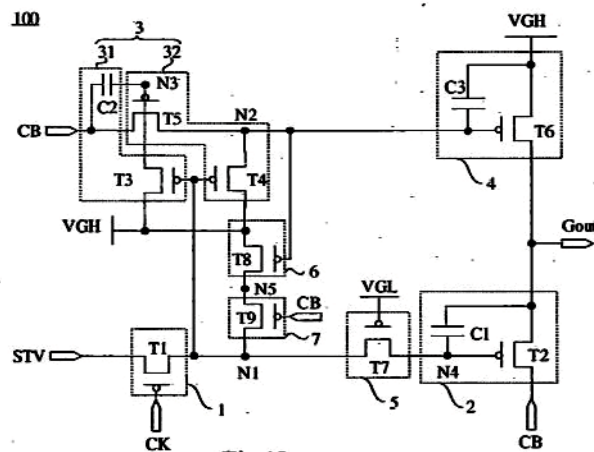 100
3
31
32
VGH
N3
C2
C3
CB
T5
N2
T6
T3
T4
4
VGH
Gout
T8
6
N5
CB
VGL
T9
7
C1
STV
T1
N1
T7
N4
T2
1
5
2
CK
CB